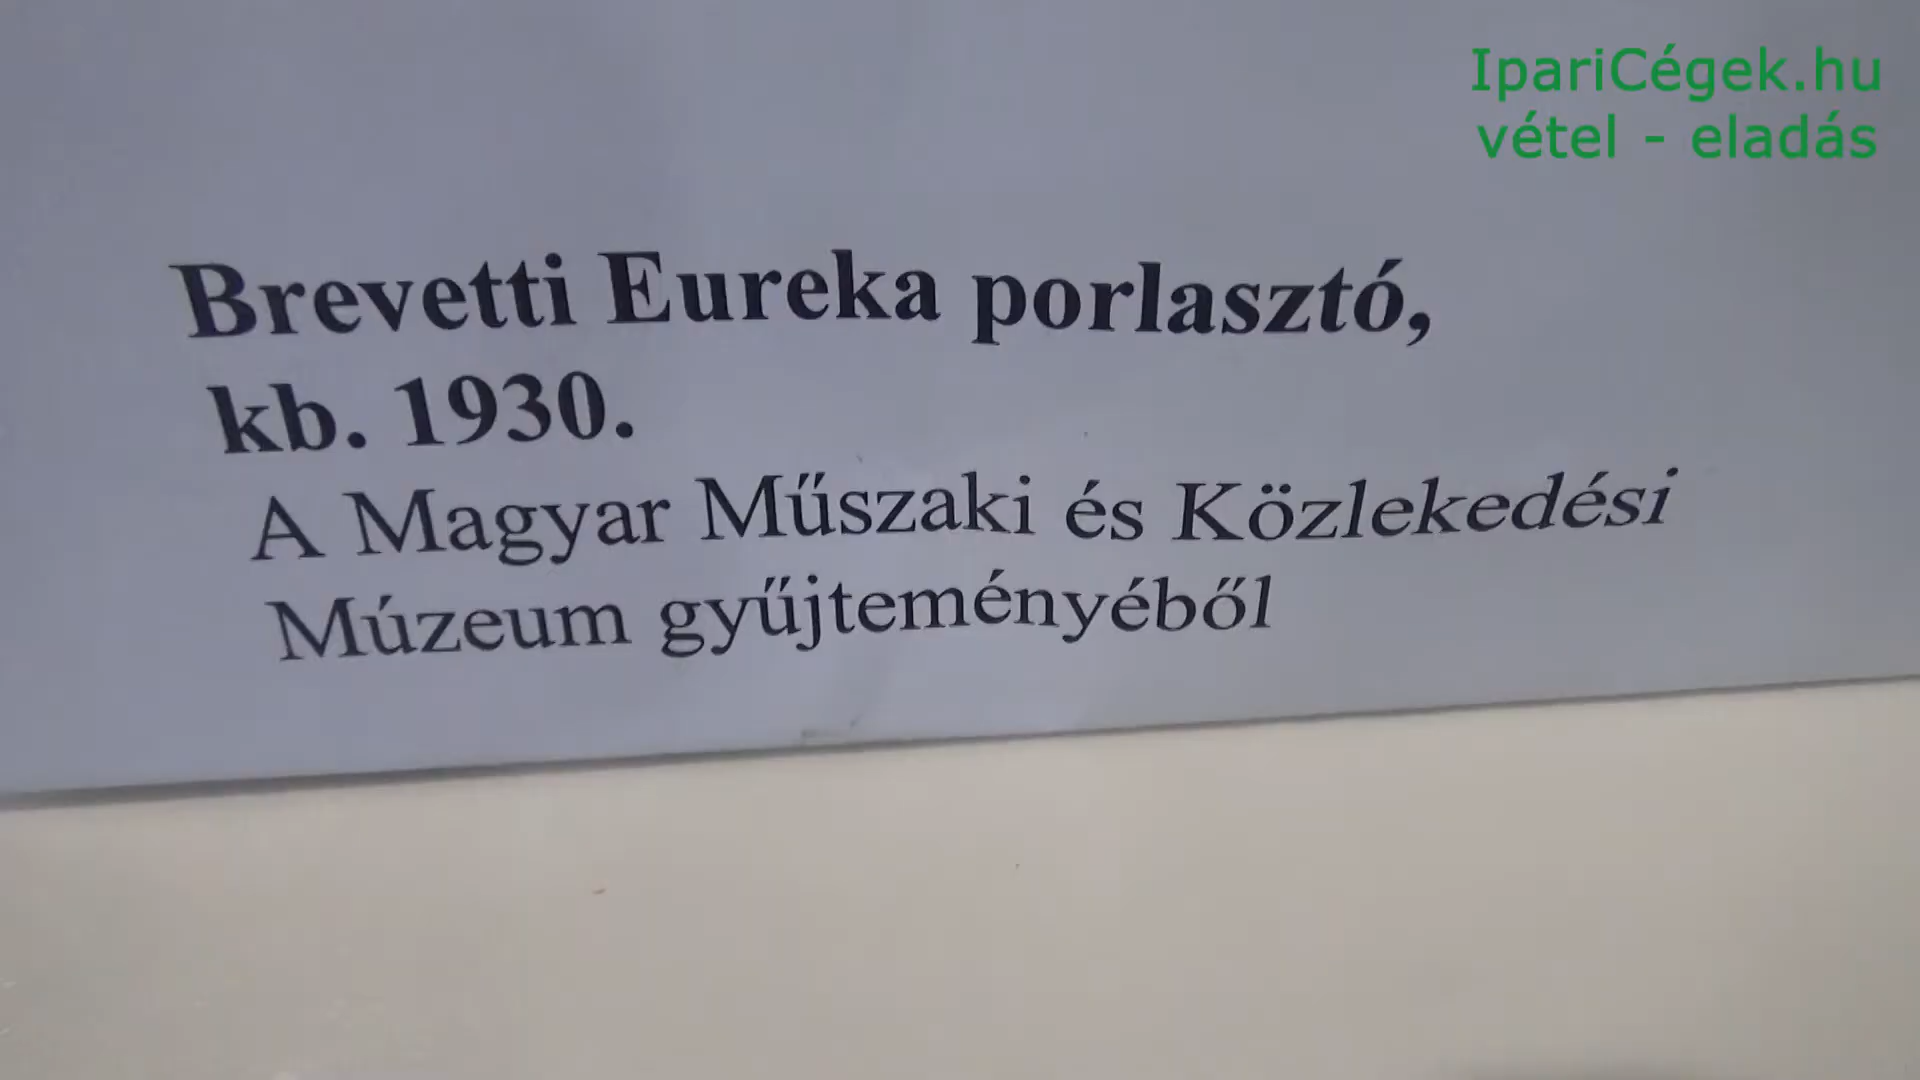 IpariCégek.hu
vétel - eladás
Brevetti Eureka porlasztó,
kb. 1930.
A Magyar Műszaki és Közlekedési
Múzeum gyűjteményéből